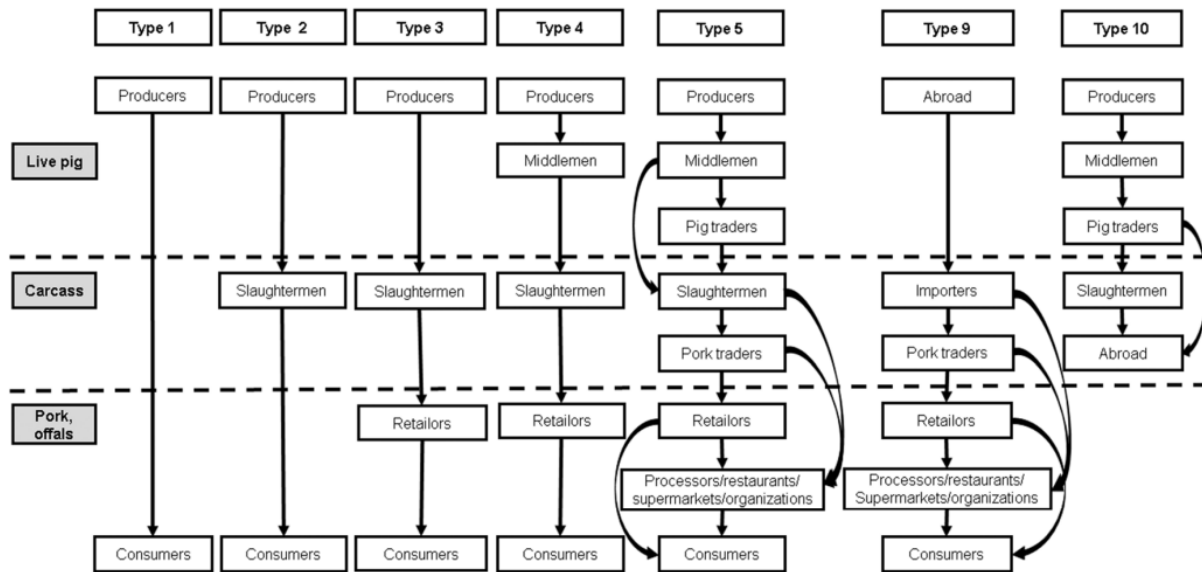 Type 1
Type 2
Type 3
Type 4
Type 5
Type 9
Type 10
Producers
Producers
Producers
Producers
Producers
Abroad
Producers
Live pig
Middlemen
Middlemen
Middlemen
Pig traders
Pig traders
Carcass
Slaughtermen
Slaughtermen
Slaughtermen
Slaughtermen
Importers
Slaughtermen
Pork traders
Pork traders
Abroad
Pork,
offals
Retailors
Retailors
Retailors
Retailors
Processors/restaurants/
supermarkets/organizations
Processors/restaurants/
Supermarkets/organizations
Consumers
Consumers
Consumers
Consumers
Consumers
Consumers